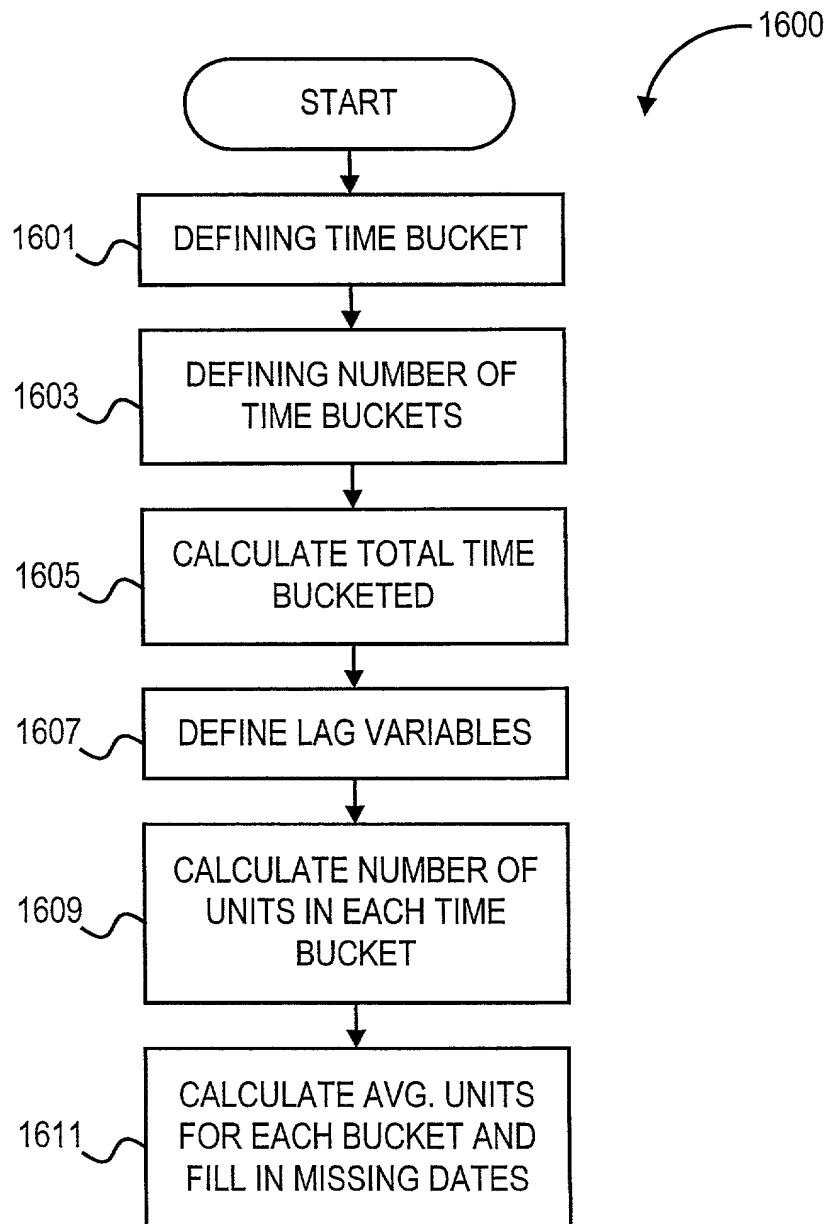 1600
START
1601
DEFINING TIME BUCKET
1603
DEFINING NUMBER OF
TIME BUCKETS
1605
CALCULATE TOTAL TIME
BUCKETED
1607
DEFINE LAG VARIABLES
1609
CALCULATE NUMBER OF
UNITS IN EACH TIME
BUCKET
1611
CALCULATE AVG. UNITS
FOR EACH BUCKET AND
FILL IN MISSING DATES